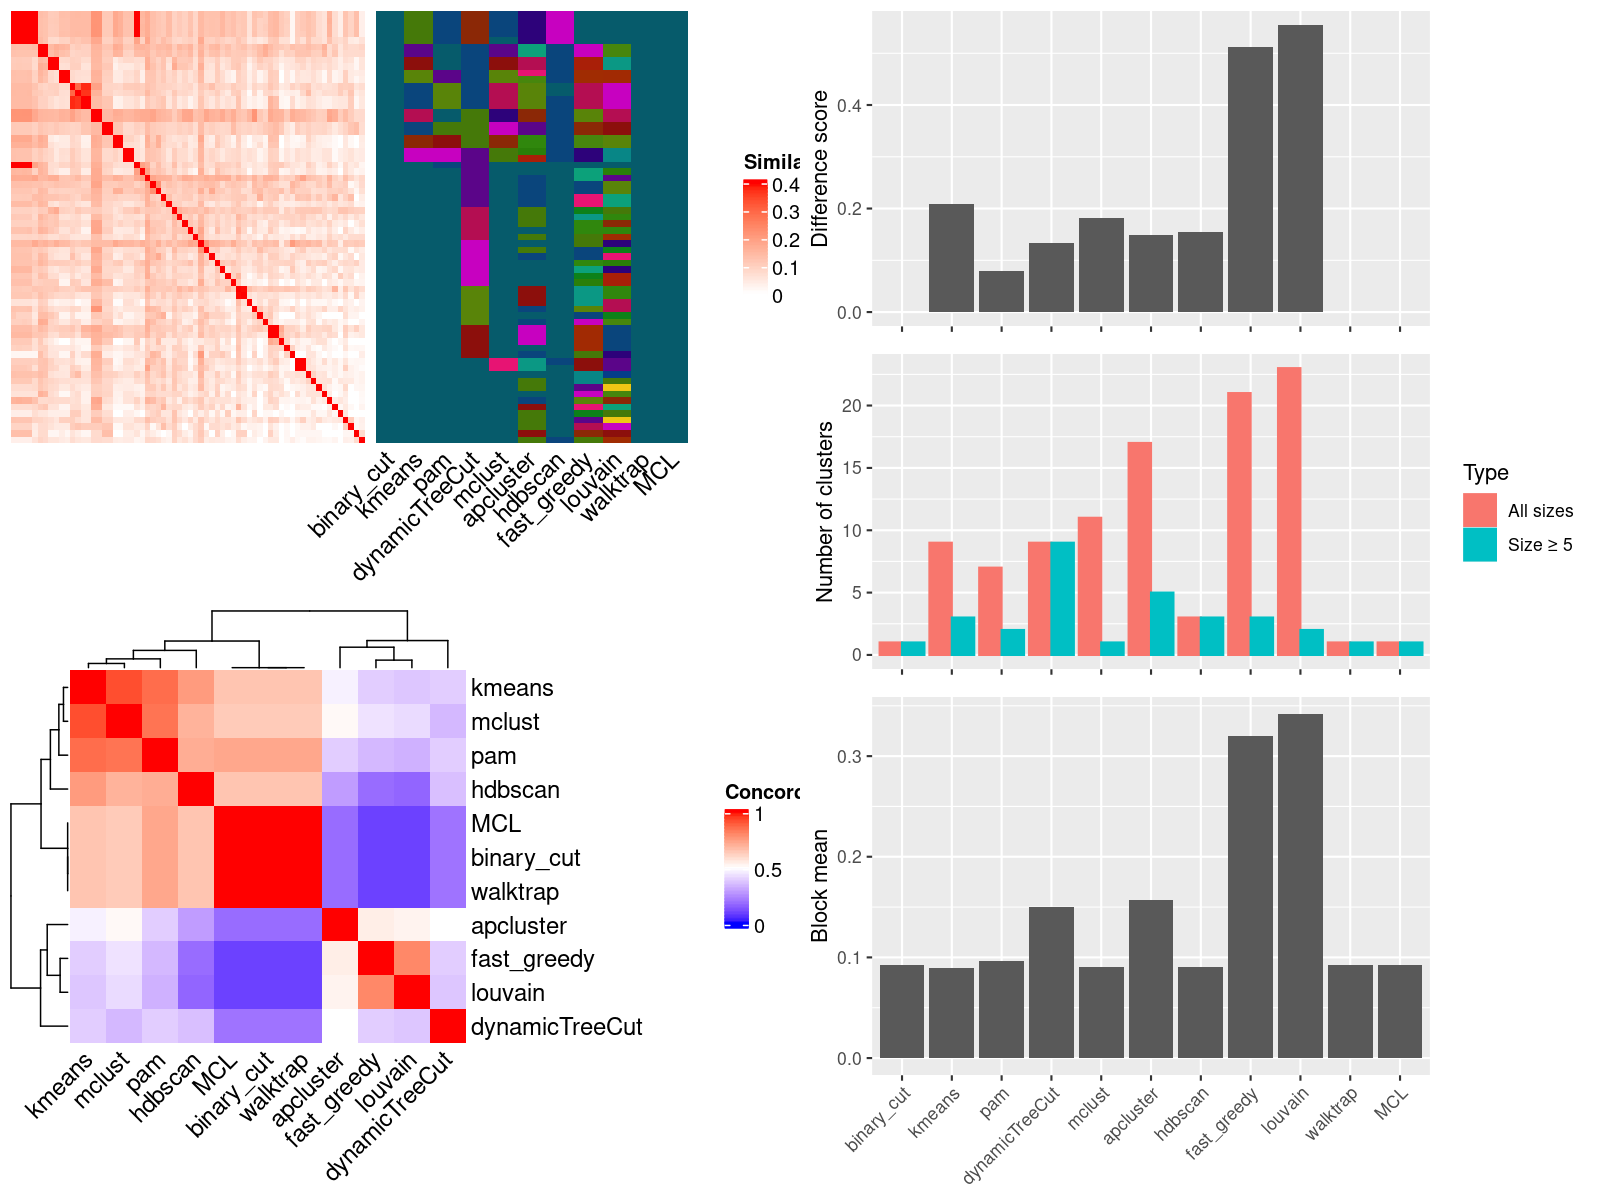 Simila
0.4
0.3
0.2
0.1
0
binary_cut
kmeans
pam
dynamicTreeCut
mclust
apcluster
hdbscan
fast_greedy
louvain
walktrap
MCL
kmeans
mclust
pam
hdbscan
MCL
binary_cut
walktrap
apcluster
fast_greedy
louvain
dynamicTreeCut
kmeans
mclust
pam
hdbscan
MCL
binary_cut
walktrap
apcluster
fast_greedy
louvain
dynamicTreeCut
Concord
1
0.5
0
Difference score
0.4
0.2
0.0
Number of clusters
20
15
10
5
0
Type
All sizes
Size ≥ 5
Block mean
0.3
0.2
0.1
0.0
binary_cut
kmeans
pam
dynamicTreeCut
mclust
apcluster
hdbscan
fast_greedy
louvain
walktrap
MCL